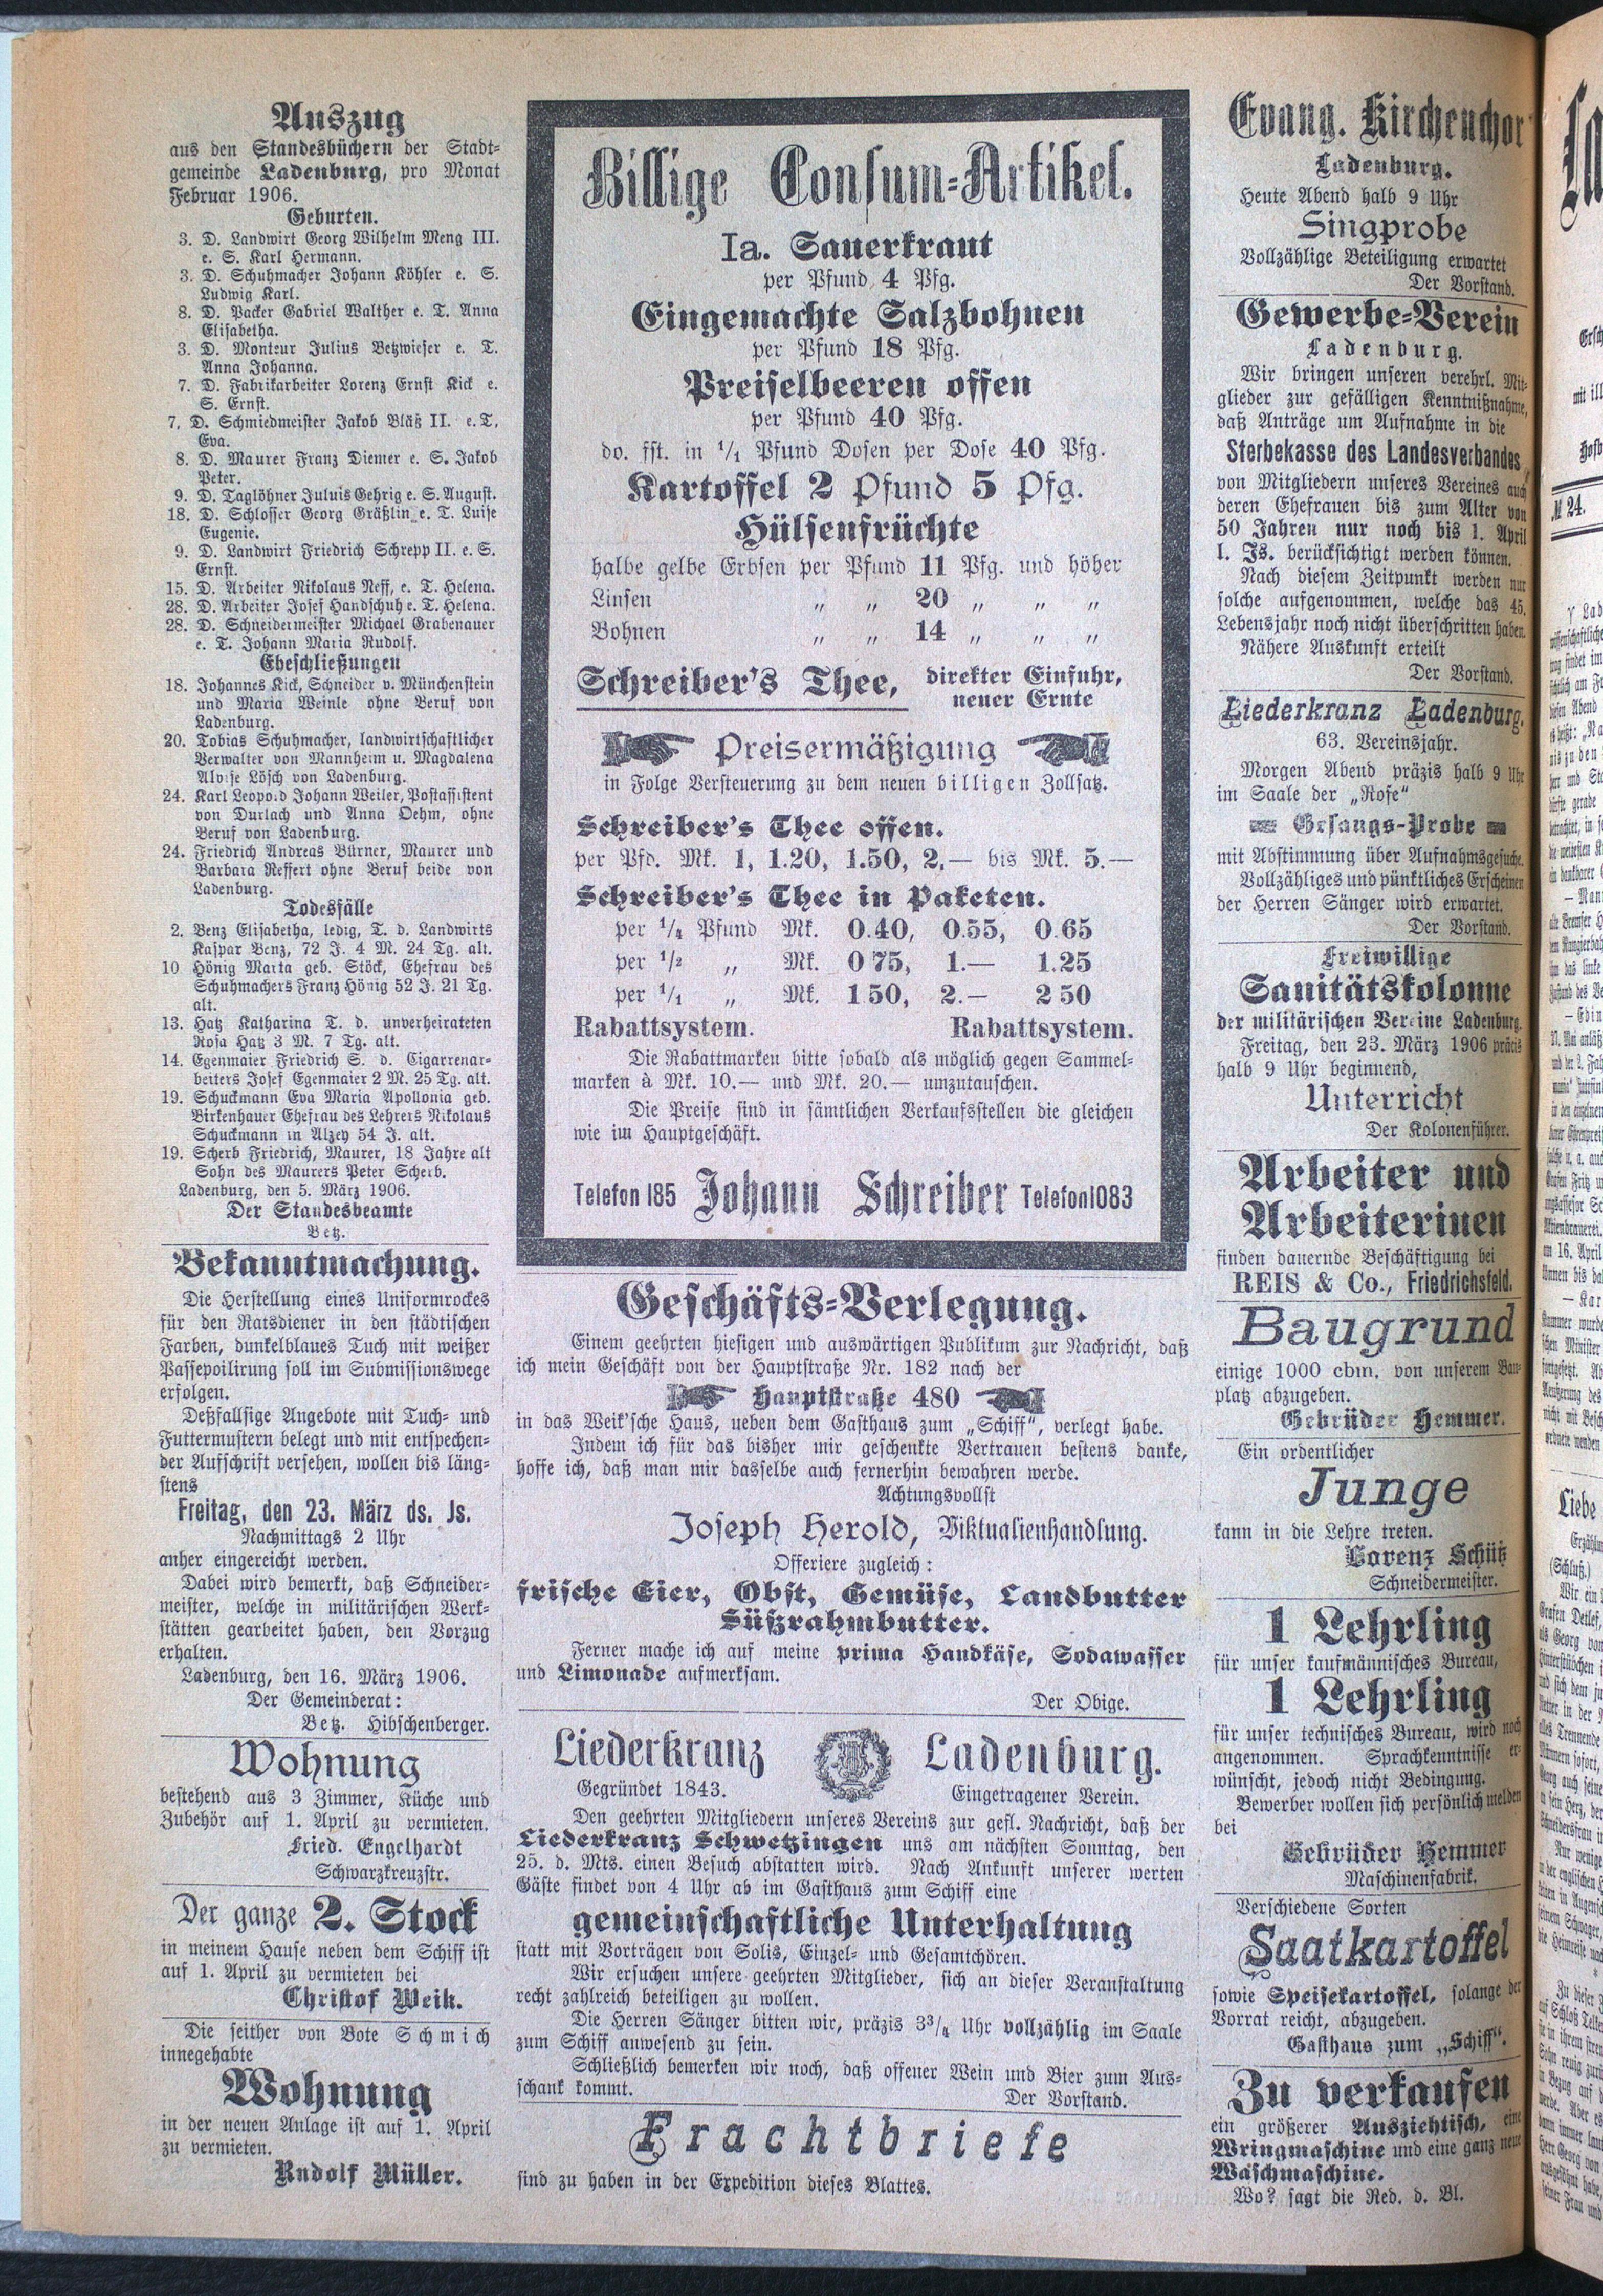 Auszug
aus den Standesbüchern der Stadt-
gemeinde Ladenburg, pro Monat
Februar 1906.
Geburten.
3. D. Landwirt Georg Wilhelm Meng III.
e. S. Karl Hermann.
3. D. Schuhmacher Johann Köhler e. S.
Ludwig Karl.
8. D. Packer Gabriel Walther e. T. Anna
Elisabetha.
3. D. Monteur Julius Betzwieser e. T.
Anna Johanna.
7. D. Fabrikarbeiter Lorenz Ernst Kick e.
S. Ernst.
7. D. Schmiedmeister Jakob Bläß II. e. T.
Eva.
8. D. Maurer Franz Diemer e. S. Jakob
Peter.
9. D. Taglöhner Juluis Gehrig e. S. August.
18. D. Schlosser Georg Gräßlin e. T. Luise
Eugenie.
9. D. Landwirt Friedrich Schrepp II. e. S.
Ernst.
15. D. Arbeiter Nikolaus Neff, e. T. Helena.
28. D. Arbeiter Josef Handschuh e. T. Helena.
28. D. Schneidermeister Michael Grabenauer
e. T. Johann Maria Rudolf.
Eheschließungen
18. Johannes Kick, Schneider v. Münchenstein
und Maria Weinle ohne Beruf von
Ladenburg.
20. Tobias Schuhmacher, landwirtschaftlicher
Verwalter von Mannheim u. Magdalena
Aloise Lösch von Ladenburg.
24. Karl Leopold Johann Weiler, Postassistent
von Durlach und Anna Oehm, ohne
Beruf von Ladenburg.
24. Friedrich Andreas Bürner, Maurer und
Barbara Reffert ohne Beruf beide von
Ladenburg.
Todesfälle
2. Benz Elisabetha, ledig, T. d. Landwirts
Kaspar Benz, 72 J. 4 M. 24 Tg. alt.
10 Hönig Marta geb. Stöck, Ehefrau des
Schuhmachers Franz Hönig 52 J. 21 Tg.
alt.
13. Hatz Katharina T. d. unverheirateten
Rosa Hatz 3 M. 7 Tg. alt.
14. Egenmaier Friedrich S. d. Cigarrenar-
beiters Josef Egenmaier 2 M. 25 Tg. alt.
19. Schuckmann Eva Maria Apollonia geb.
Birkenhauer Ehefrau des Lehrers Nikolaus
Schuckmann in Alzey 54 J. alt.
19. Scherb Friedrich, Maurer, 18 Jahre alt
Sohn des Maurers Peter Scherb.
Ladenburg, den 5. März 1906.
Der Standesbeamte
Betz.
Bekanntmachung.
Die Herstellung eines Uniformrockes
für den Ratsdiener in den städtischen
Farben, dunkelblaues Tuch mit weißer
Passepoilirung soll im Submissionswege
erfolgen.
Deßfallsige Angebote mit Tuch- und
Futtermustern belegt und mit entspechen-
der Aufschrift versehen, wollen bis läng-
stens
Freitag, den 23. März ds. Js.
Nachmittags 2 Uhr
anher eingereicht werden.
Dabei wird bemerkt, daß Schneider-
meister, welche in militärischen Werk-
stätten gearbeitet haben, den Vorzug
erhalten.
Ladenburg, den 16. März 1906.
Der Gemeinderat:
Betz. Hibschenberger.
Wohnung
bestehend aus 3 Zimmer, Küche und
Zubehör auf 1. April zu vermieten.
Fried. Engelhardt
Schwarzkreuzstr.
Der ganze 2. Stock
in meinem Hause neben dem Schiff ist
auf 1. April zu vermieten bei
Christof Weik.
Die seither von Bote Schmich
innegehabte
Wohnung
in der neuen Anlage ist auf 1. April
zu vermieten.
Rudolf Müller.
Billige Consum-Artikel.
Ia. Sauerkraut
per Pfund 4 Pfg.
Eingemachte Salzbohnen
per Pfund 18 Pfg.
Preiselbeeren offen
per Pfund 40 Pfg.
do. fst. in 1/1 Pfund Dosen per Dose 40 Pfg.
Kartoffel 2 Pfund 5 Pfg.
Hülsenfrüchte
halbe gelbe Erbsen per Pfund 11 Pfg. und höher
Linsen „ „ 20 „ „ „
Bohnen „ „ 14 „ „ „
Schreiber's Thee, direkter Einfuhr,
neuer Ernte
Preisermäßigung
in Folge Versteuerung zu dem neuen billigen Zollsatz.
Schreiber's Thee offen.
per Pfd. Mk. 1, 1.20, 1.50, 2,— bis Mk. 5.—
Schreiber's Thee in Paketen.
per 1/4 Pfund Mk. 0.40, 0.55, 0.65
per 1/2 „ Mk. 0 75, 1.— 1.25
per 1/1 „ Mk. 1 50, 2.— 2 50
Rabattsystem. Rabattsystem.
Die Rabattmarken bitte sobald als möglich gegen Sammel-
marken à Mk. 10.— und Mk. 20.— umzutauschen.
Die Preise sind in sämtlichen Verkaufsstellen die gleichen
wie im Hauptgeschäft.
Telefon 185 Johann Schreiber Telefon 1083
Geschäfts-Verlegung.
Einem geehrten hiesigen und auswärtigen Publikum zur Nachricht, daß
ich mein Geschäft von der Hauptstraße Nr. 182 nach der
Hauptstraße 480
in das Weik'sche Haus, neben dem Gasthaus zum „Schiff“, verlegt habe.
Indem ich für das bisher mir geschenkte Vertrauen bestens danke,
hoffe ich, daß man mir dasselbe auch fernerhin bewahren werde.
Achtungsvollst
Joseph Herold, Viktualienhandlung.
Offeriere zugleich:
frische Eier, Obst, Gemüse, Landbutter
Süßrahmbutter.
Ferner mache ich auf meine prima Handkäse, Sodawasser
und Limonade aufmerksam.
Der Obige.
Liederkranz Ladenburg.
Gegründet 1843. Eingetragener Verein.
Den geehrten Mitgliedern unseres Vereins zur gefl. Nachricht, daß der
Liederkranz Schwetzingen uns am nächsten Sonntag, den
25. d. Mts. einen Besuch abstatten wird. Nach Ankunft unserer werten
Gäste findet von 4 Uhr ab im Gasthaus zum Schiff eine
gemeinschaftliche Unterhaltung
statt mit Vorträgen von Solis, Einzel- und Gesamtchören.
Wir ersuchen unsere geehrten Mitglieder, sich an dieser Veranstaltung
recht zahlreich beteiligen zu wollen.
Die Herren Sänger bitten wir, präzis 3 3/4 Uhr vollzählig im Saale
zum Schiff anwesend zu sein.
Schließlich bemerken wir noch, daß offener Wein und Bier zum Aus-
schank kommt.
Der Vorstand.
Frachtbriefe
sind zu haben in der Expedition dieses Blattes.
Evang. Kirchenchor
Ladenburg.
Heute Abend halb 9 Uhr
Singprobe
Vollzählige Beteiligung erwartet
Der Vorstand.
Gewerbe-Verein
Ladenburg.
Wir bringen unseren verehrl. Mit-
glieder zur gefälligen Kenntnißnahme,
daß Anträge um Aufnahme in die
Sterbekasse des Landesverbandes
von Mitgliedern unseres Vereines auch
deren Ehefrauen bis zum Alter von
50 Jahren nur noch bis 1. April
l. Js. berücksichtigt werden können.
Nach diesem Zeitpunkt werden nur
solche aufgenommen, welche das 45.
Lebensjahr noch nicht überschritten haben.
Nähere Auskunft erteilt
Der Vorstand.
Liederkranz Ladenburg.
63. Vereinsjahr.
Morgen Abend präzis halb 9 Uhr
im Saale der „Rose“
Gesangs-Probe
mit Abstimmung über Aufnahmsgesuche.
Vollzähliges und pünktliches Erscheinen
der Herren Sänger wird erwartet.
Der Vorstand.
Freiwillige
Sanitätskolonne
der militärischen Vereine Ladenburg.
Freitag, den 23. März 1906 präcis
halb 9 Uhr beginnend,
Unterricht
Der Kolonenführer.
Arbeiter und
Arbeiterinen
finden dauernde Beschäftigung bei
REIS & Co., Friedrichsfeld.
Baugrund
einige 1000 cbm. von unserem Bau-
platz abzugeben.
Gebrüder Hemmer.
Ein ordentlicher
Junge
kann in die Lehre treten.
Lorenz Schütz
Schneidermeister.
1 Lehrling
für unser kaufmännisches Bureau,
1 Lehrling
für unser technisches Bureau, wird noch
angenommen. Sprachkenntnisse er-
wünscht, jedoch nicht Bedingung.
Bewerber wollen sich persönlich melden
bei
Gebrüder Hemmer
Maschinenfabrik.
Verschiedene Sorten
Saatkartoffel
sowie Speisekartoffel, solange der
Vorrat reicht, abzugeben.
Gasthaus zum „Schiff“.
Zu verkaufen
ein größerer Ausziehtisch, eine
Wringmaschine und eine ganz neue
Waschmaschine.
Wo? sagt die Red. d. Bl.
№ 24.